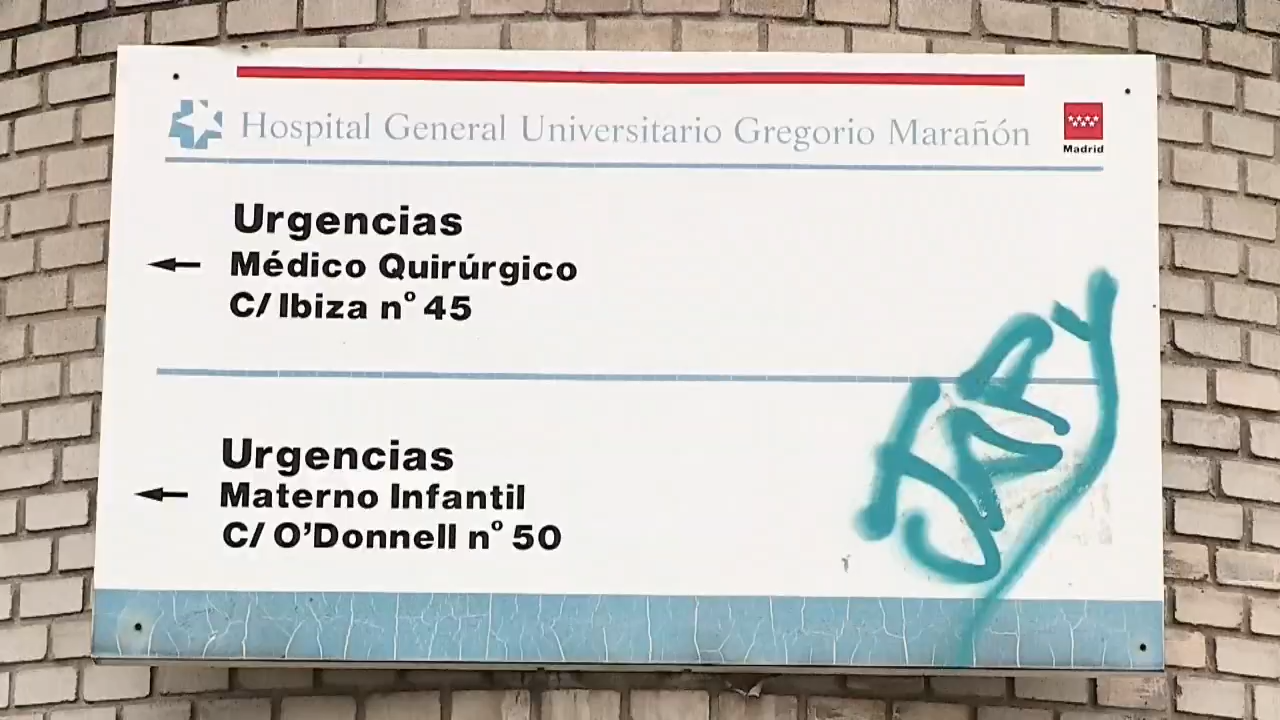 Hospital General Universitario Gregorio Marañón
Madrid
Urgencias
Médico Quirúrgico
C/ Ibiza nº 45
Urgencias
Materno Infantil
C/ O'Donnell nº 50